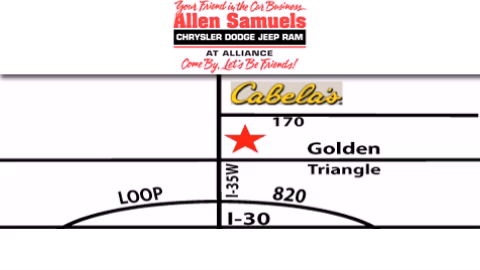 Your Friend in the Car Business
Allen Samuels
CHRYSLER DODGE JEEP RAM
AT ALLIANCE
Come By, Let's Be Friends!
Cabela's
170
Golden
Triangle
I-35W
LOOP 820
I-30